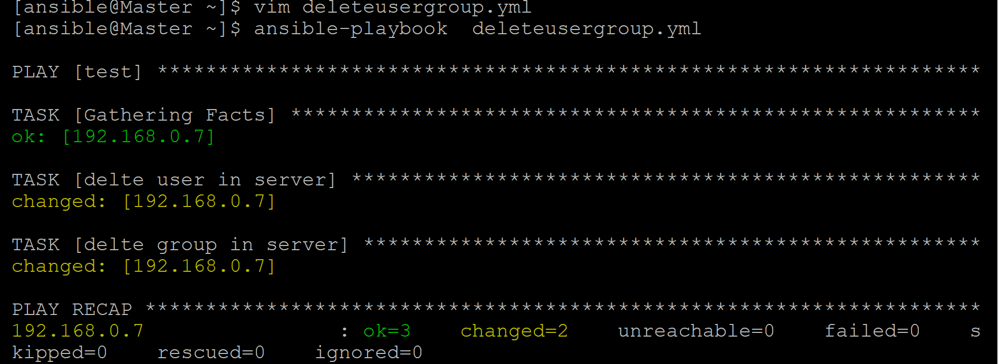 [ansible@Master ~]$ vim deleteusergroup.yml
[ansible@Master ~]$ ansible-playbook  deleteusergroup.yml
PLAY [test] ********************************************************************
TASK [Gathering Facts] *********************************************************
ok: [192.168.0.7]
TASK [delte user in server] ****************************************************
changed: [192.168.0.7]
TASK [delte group in server] ***************************************************
changed: [192.168.0.7]
PLAY RECAP *********************************************************************
192.168.0.7                : ok=3    changed=2    unreachable=0    failed=0    s
kipped=0    rescued=0    ignored=0